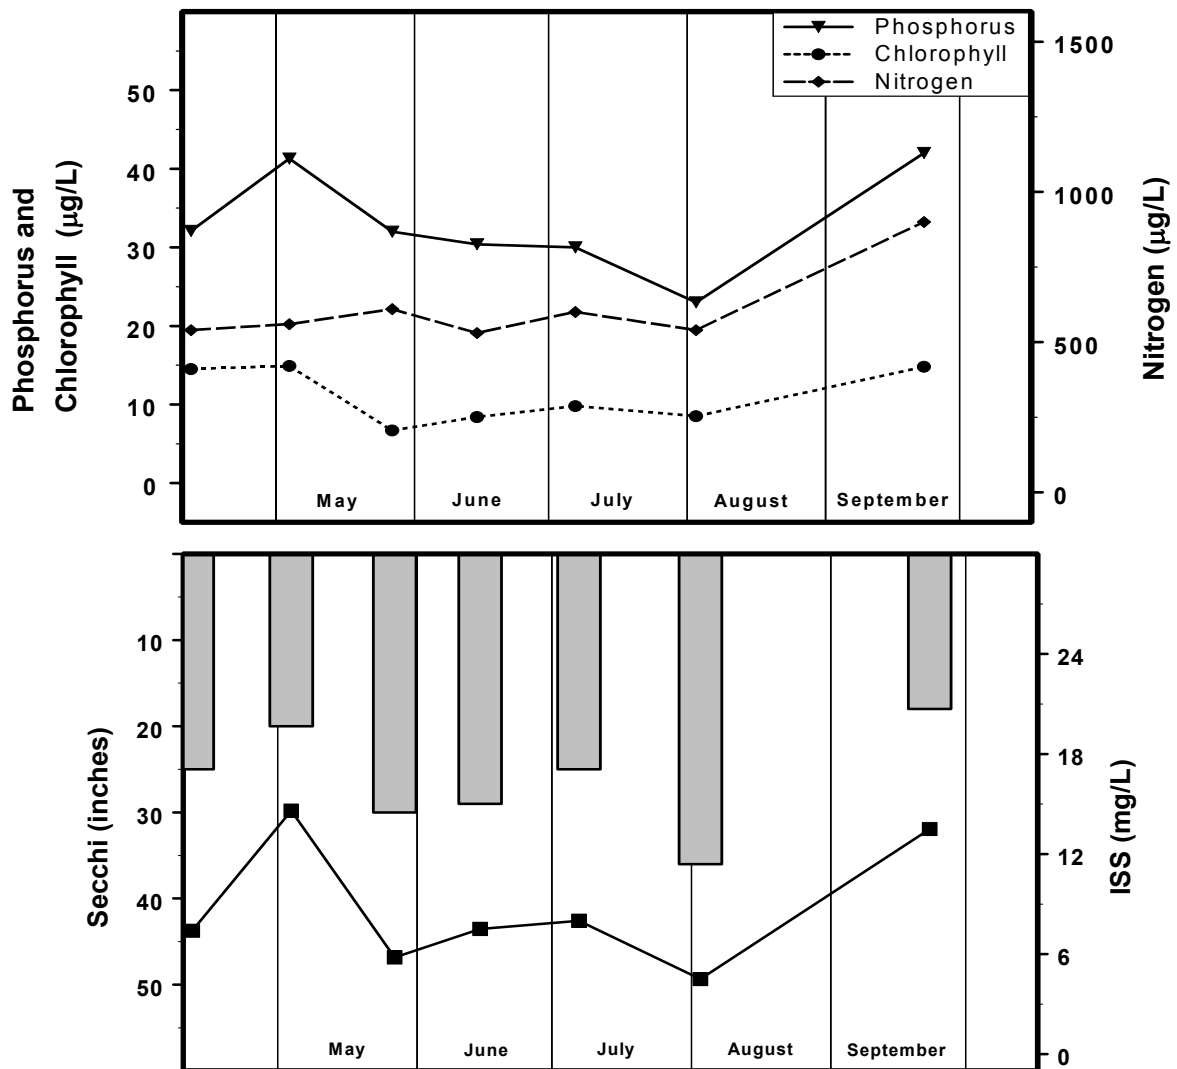 Phosphorus
Chlorophyll
Nitrogen
Phosphorus and
Chlorophyll (µg/L)
50
40
30
20
10
0
1500
1000
500
0
Nitrogen (µg/L)
May June July August September
Secchi (inches)
10
20
30
40
50
24
18
12
6
0
ISS (mg/L)
May June July August September